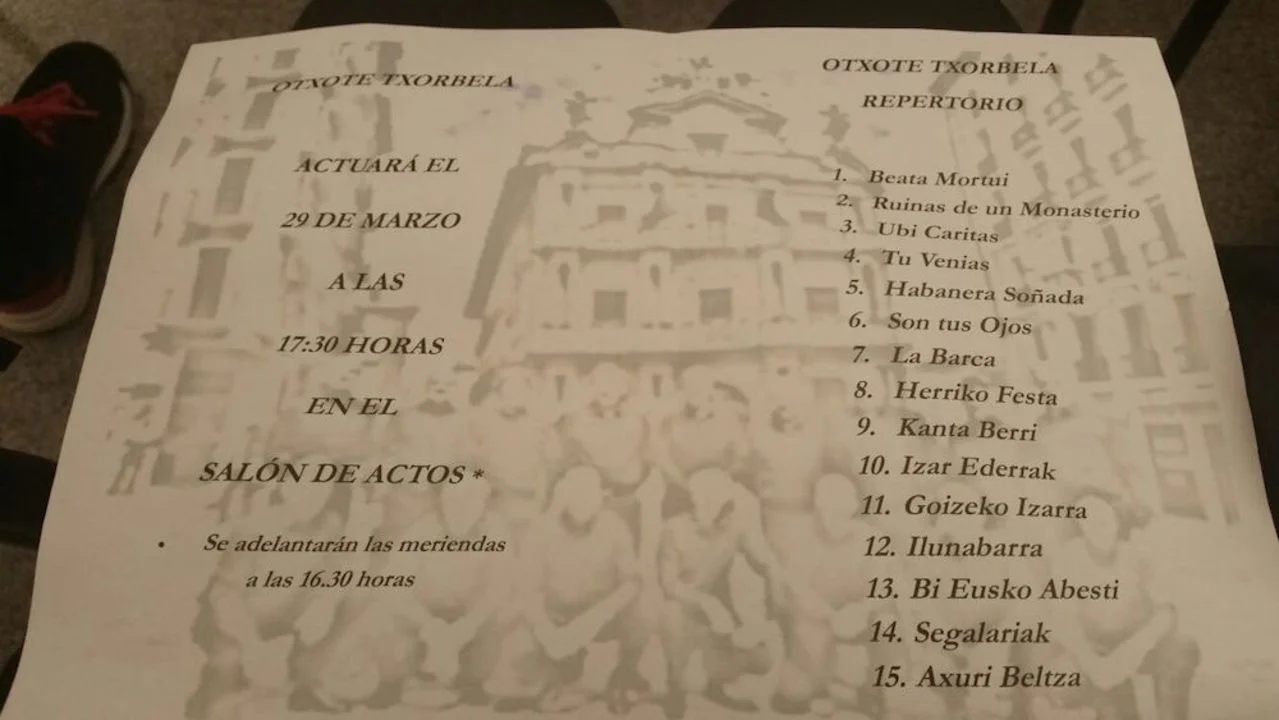 OTXOTE TXORBELA
ACTUARÁ EL
29 DE MARZO
A LAS
17:30 HORAS
EN EL
SALÓN DE ACTOS *
• Se adelantarán las meriendas
a las 16.30 horas
OTXOTE TXORBELA
REPERTORIO
1. Beata Mortui
2. Ruinas de un Monasterio
3. Ubi Caritas
4. Tu Venias
5. Habanera Soñada
6. Son tus Ojos
7. La Barca
8. Herriko Festa
9. Kanta Berri
10. Izar Ederrak
11. Goizeko Izarra
12. Ilunabarra
13. Bi Eusko Abesti
14. Segalariak
15. Axuri Beltza